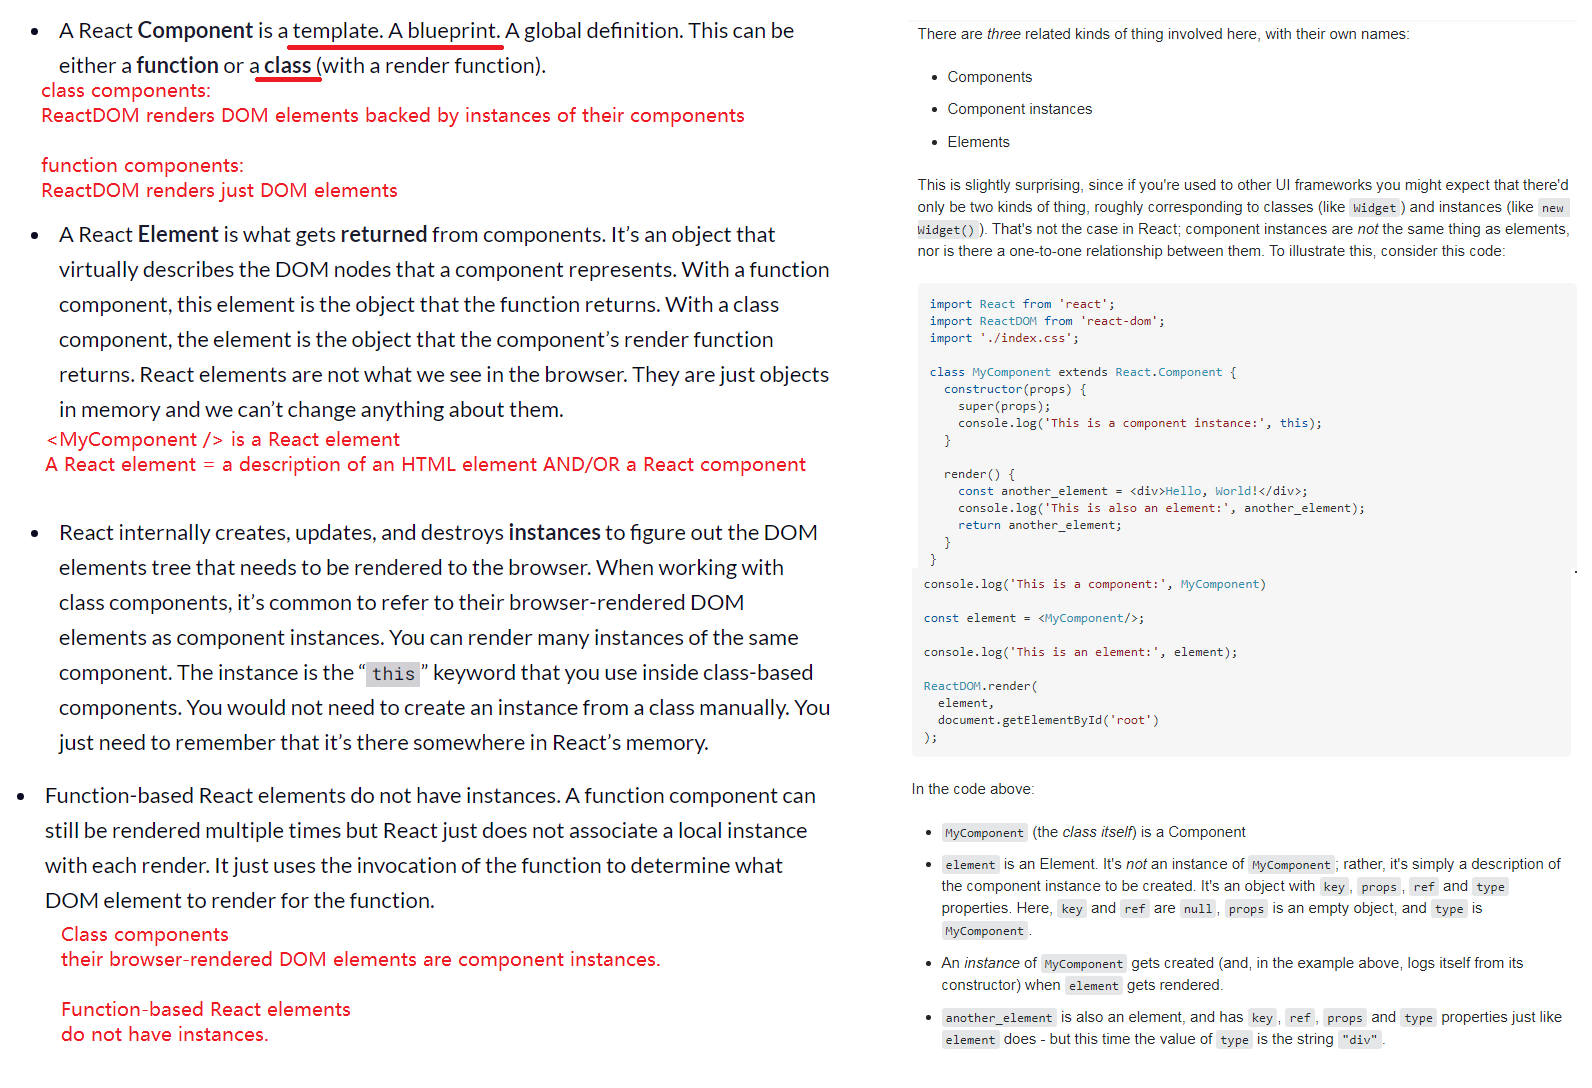 • A React Component is a template. A blueprint. A global definition. This can be
either a function or a class (with a render function).
class components:
ReactDOM renders DOM elements backed by instances of their components
function components:
ReactDOM renders just DOM elements
• A React Element is what gets returned from components. It’s an object that
virtually describes the DOM nodes that a component represents. With a function
component, this element is the object that the function returns. With a class
component, the element is the object that the component’s render function
returns. React elements are not what we see in the browser. They are just objects
in memory and we can’t change anything about them.
<MyComponent /> is a React element
A React element = a description of an HTML element AND/OR a React component
• React internally creates, updates, and destroys instances to figure out the DOM
elements tree that needs to be rendered to the browser. When working with
class components, it’s common to refer to their browser-rendered DOM
elements as component instances. You can render many instances of the same
component. The instance is the “this” keyword that you use inside class-based
components. You would not need to create an instance from a class manually. You
just need to remember that it’s there somewhere in React’s memory.
• Function-based React elements do not have instances. A function component can
still be rendered multiple times but React just does not associate a local instance
with each render. It just uses the invocation of the function to determine what
DOM element to render for the function.
Class components
their browser-rendered DOM elements are component instances.
Function-based React elements
do not have instances.
There are three related kinds of thing involved here, with their own names:
• Components
• Component instances
• Elements
This is slightly surprising, since if you're used to other UI frameworks you might expect that there'd
only be two kinds of thing, roughly corresponding to classes (like Widget) and instances (like new
Widget()). That's not the case in React; component instances are not the same thing as elements,
nor is there a one-to-one relationship between them. To illustrate this, consider this code:
import React from 'react';
import ReactDOM from 'react-dom';
import './index.css';
class MyComponent extends React.Component {
constructor(props) {
super(props);
console.log('This is a component instance:', this);
}
render() {
const another_element = <div>Hello, World!</div>;
console.log('This is also an element:', another_element);
return another_element;
}
}
console.log('This is a component:', MyComponent)
const element = <MyComponent/>;
console.log('This is an element:', element);
ReactDOM.render(
element,
document.getElementById('root')
);
In the code above:
• MyComponent (the class itself) is a Component
• element is an Element. It's not an instance of MyComponent; rather, it's simply a description of
the component instance to be created. It's an object with key, props, ref and type
properties. Here, key and ref are null, props is an empty object, and type is
MyComponent.
• An instance of MyComponent gets created (and, in the example above, logs itself from its
constructor) when element gets rendered.
• another_element is also an element, and has key, ref, props and type properties just like
element does - but this time the value of type is the string "div".